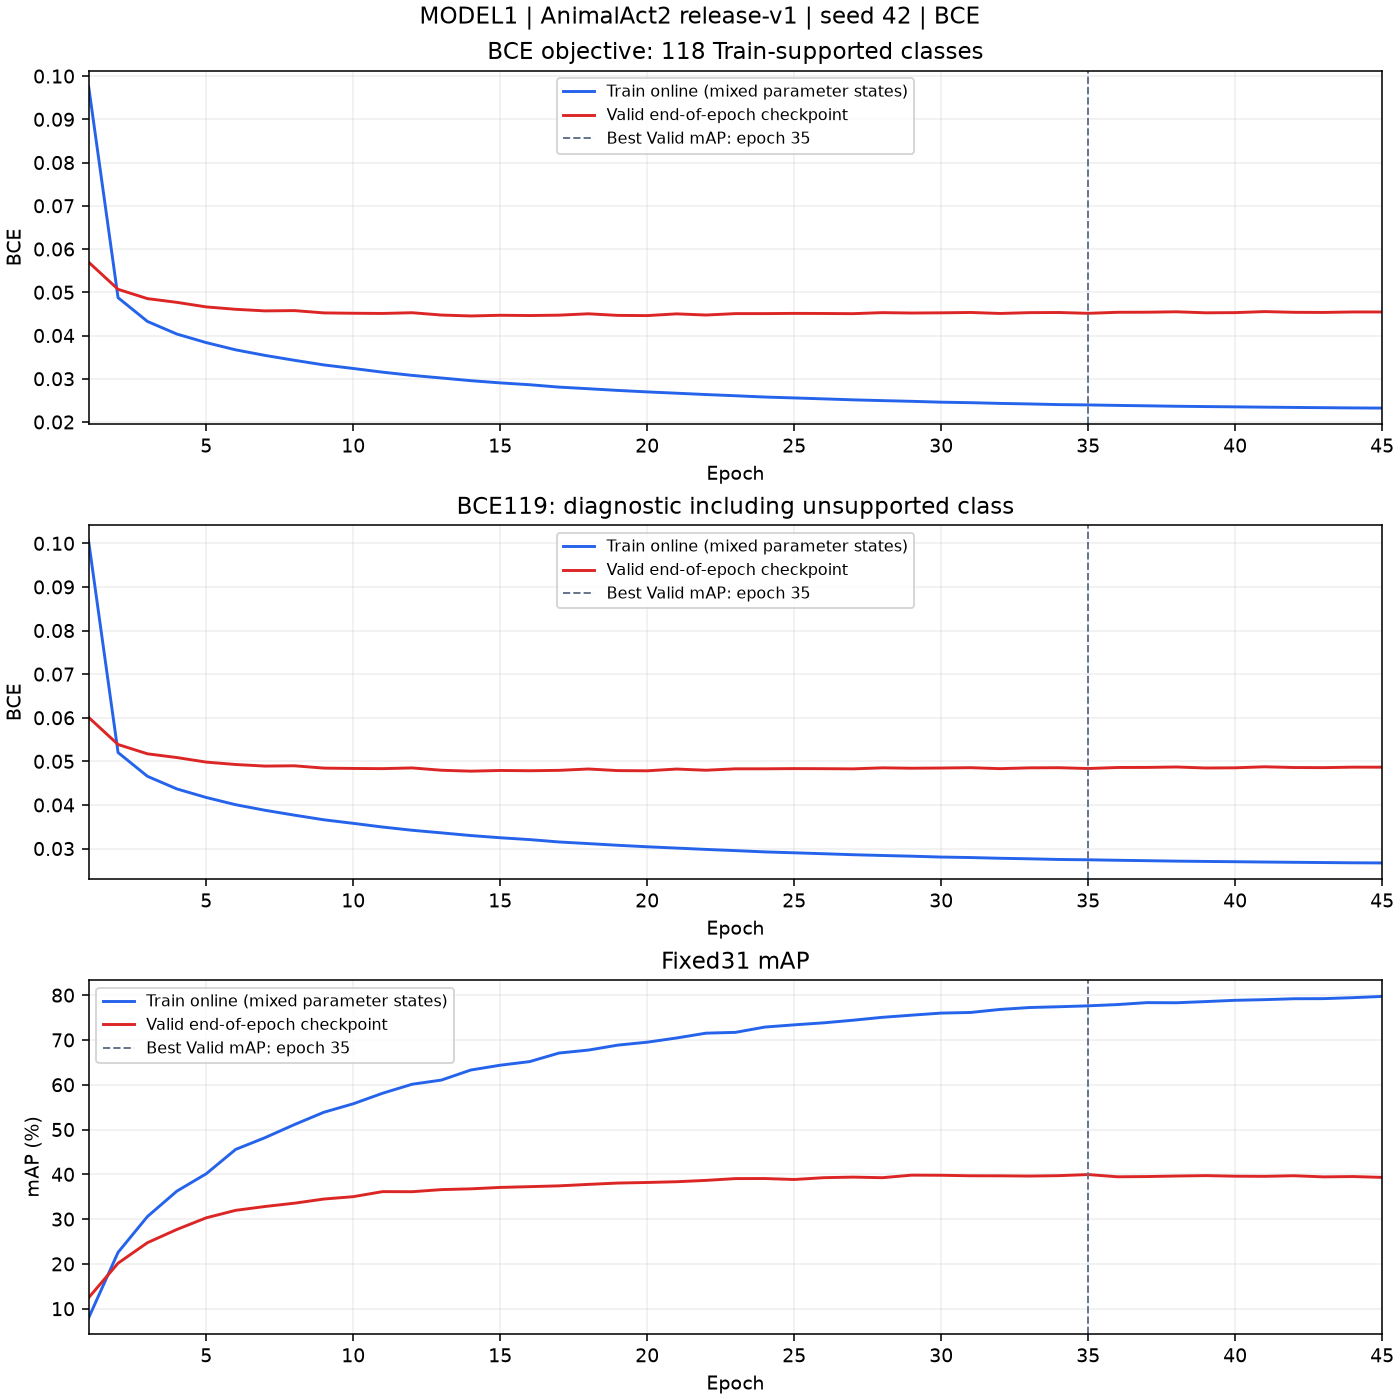 MODEL1 | AnimalAct2 release-v1 | seed 42 | BCE
BCE objective: 118 Train-supported classes
Train online (mixed parameter states)
Valid end-of-epoch checkpoint
Best Valid mAP: epoch 35
BCE
0.10
0.09
0.08
0.07
0.06
0.05
0.04
0.03
0.02
5 10 15 20 25 30 35 40 45
Epoch
BCE119: diagnostic including unsupported class
Train online (mixed parameter states)
Valid end-of-epoch checkpoint
Best Valid mAP: epoch 35
BCE
0.10
0.09
0.08
0.07
0.06
0.05
0.04
0.03
5 10 15 20 25 30 35 40 45
Epoch
Fixed31 mAP
Train online (mixed parameter states)
Valid end-of-epoch checkpoint
Best Valid mAP: epoch 35
mAP (%)
80
70
60
50
40
30
20
10
5 10 15 20 25 30 35 40 45
Epoch